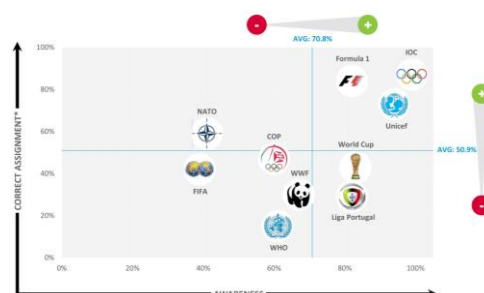 - +
AVG: 70.8%
100%
80%
60%
40%
20%
0%
CORRECT ASSIGNMENT*
Formula 1
IOC
NATO
Unicef
COP
World Cup
AVG: 50.9%
FIFA
WWF
Liga Portugal
WHO
+
-
0% 20% 40% 60% 80% 100%
AWARENESS